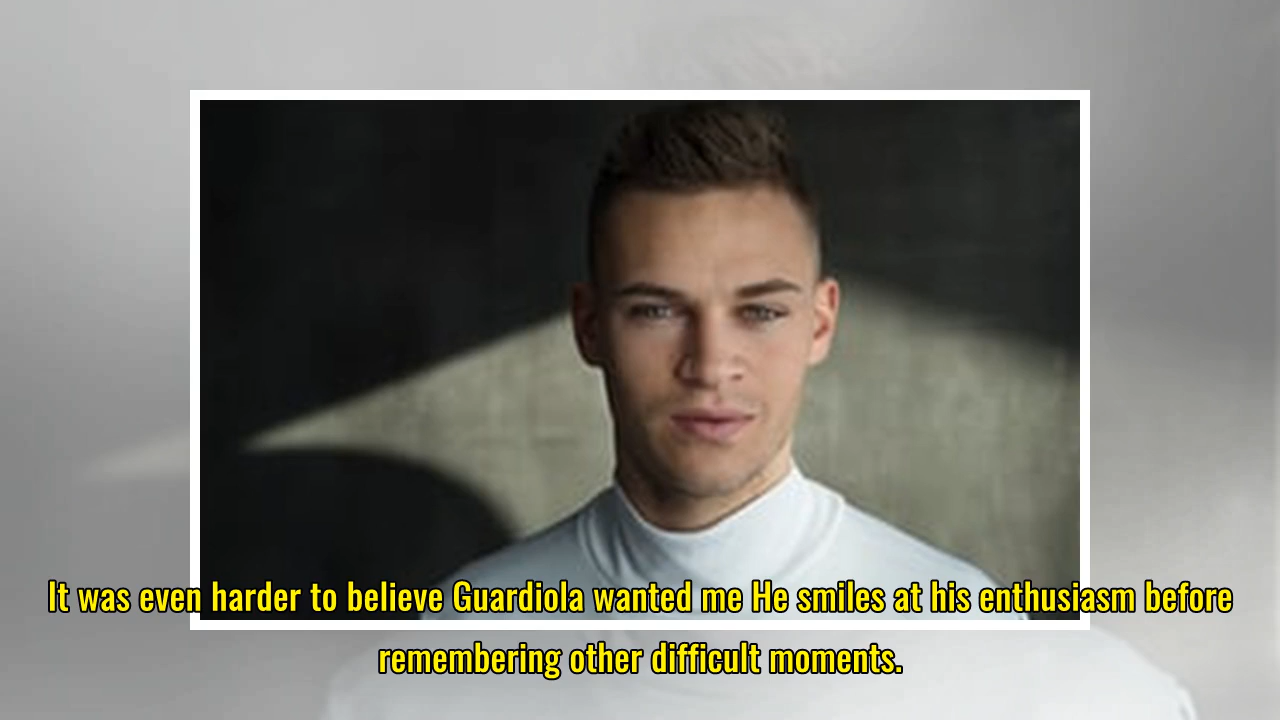 It was even harder to believe Guardiola wanted me He smiles at his enthusiasm before
remembering other difficult moments.